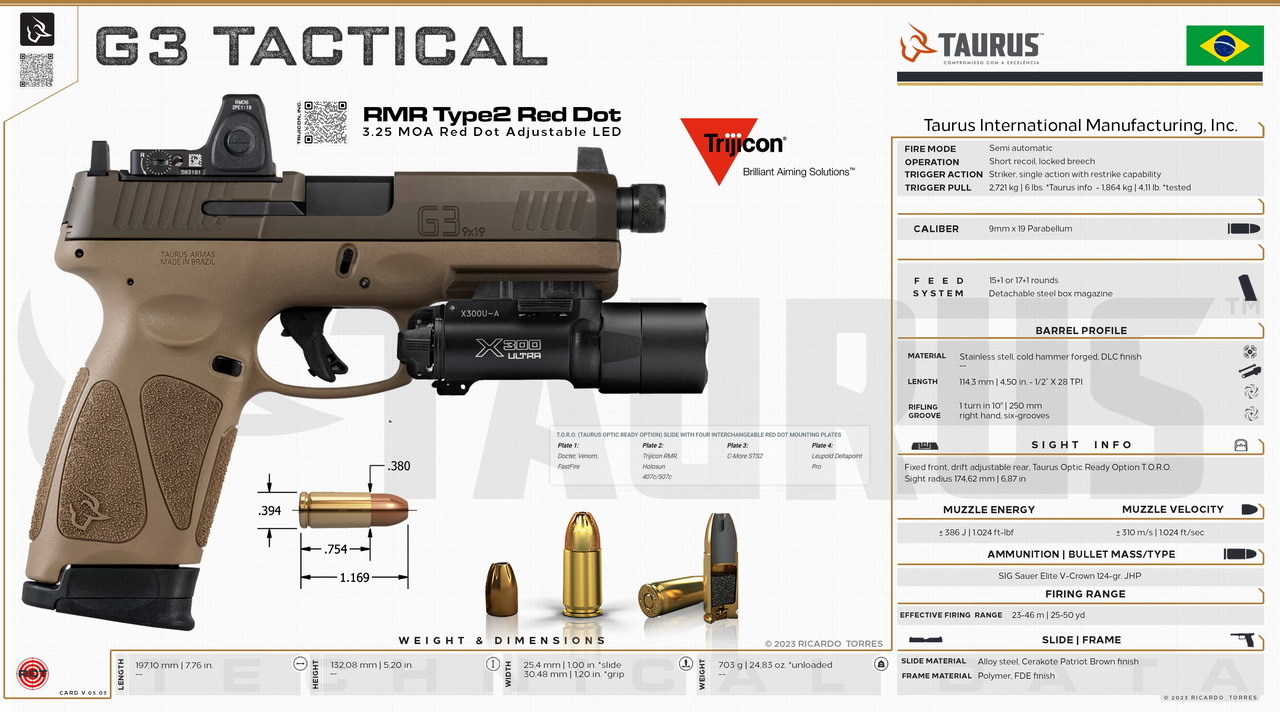 G3 TACTICAL
TAURUS™
COMPROMISSO COM A EXCELÊNCIA
RM06
ZPE1:19
TRIJICON, INC.
RMR Type2 Red Dot
3.25 MOA Red Dot Adjustable LED
Trijicon®
Brilliant Aiming Solutions™
583191
G3 9x19
TAURUS ARMAS
MADE IN BRAZIL
X300U-A
X300
ULTRA
TAURUS
TM
T.O.R.O. (TAURUS OPTIC READY OPTION) SLIDE WITH FOUR INTERCHANGEABLE RED DOT MOUNTING PLATES
Plate 1: Plate 2: Plate 3: Plate 4:
Docter, Venom, Trijicon RMR, C-More STS2 Leupold Deltapoint
FastFire Holosun Pro
407c/507c
.380
.394
.754
1.169
WEIGHT & DIMENSIONS
© 2023 RICARDO TORRES
LENGTH 197.10 mm | 7.76 in.
--
HEIGHT 132,08 mm | 5.20 in.
--
WIDTH 25.4 mm | 1.00 in. *slide
30.48 mm | 1.20 in. *grip
WEIGHT 703 g | 24.83 oz. *unloaded
--
CARD V.05.03
TECHNICAL DATA
Taurus International Manufacturing, Inc.
FIRE MODE Semi automatic
OPERATION Short recoil, locked breech
TRIGGER ACTION Striker, single action with restrike capability
TRIGGER PULL 2.721 kg | 6 lbs. *Taurus info - 1,864 kg | 4,11 lb. *tested
CALIBER 9mm x 19 Parabellum
FEED 15+1 or 17+1 rounds
SYSTEM Detachable steel box magazine
BARREL PROFILE
MATERIAL Stainless stell, cold hammer forged, DLC finish
--
LENGTH 114,3 mm | 4.50 in. - 1/2" X 28 TPI
RIFLING 1 turn in 10" | 250 mm
GROOVE right hand, six-grooves
SIGHT INFO
Fixed front, drift adjustable rear, Taurus Optic Ready Option T.O.R.O.
Sight radius 174.62 mm | 6.87 in
MUZZLE ENERGY MUZZLE VELOCITY
± 386 J | 1.024 ft-lbf ± 310 m/s | 1.024 ft/sec
AMMUNITION | BULLET MASS/TYPE
SIG Sauer Elite V-Crown 124-gr. JHP
FIRING RANGE
EFFECTIVE FIRING RANGE 23-46 m | 25-50 yd
SLIDE | FRAME
SLIDE MATERIAL Alloy steel, Cerakote Patriot Brown finish
FRAME MATERIAL Polymer, FDE finish
© 2023 RICARDO TORRES